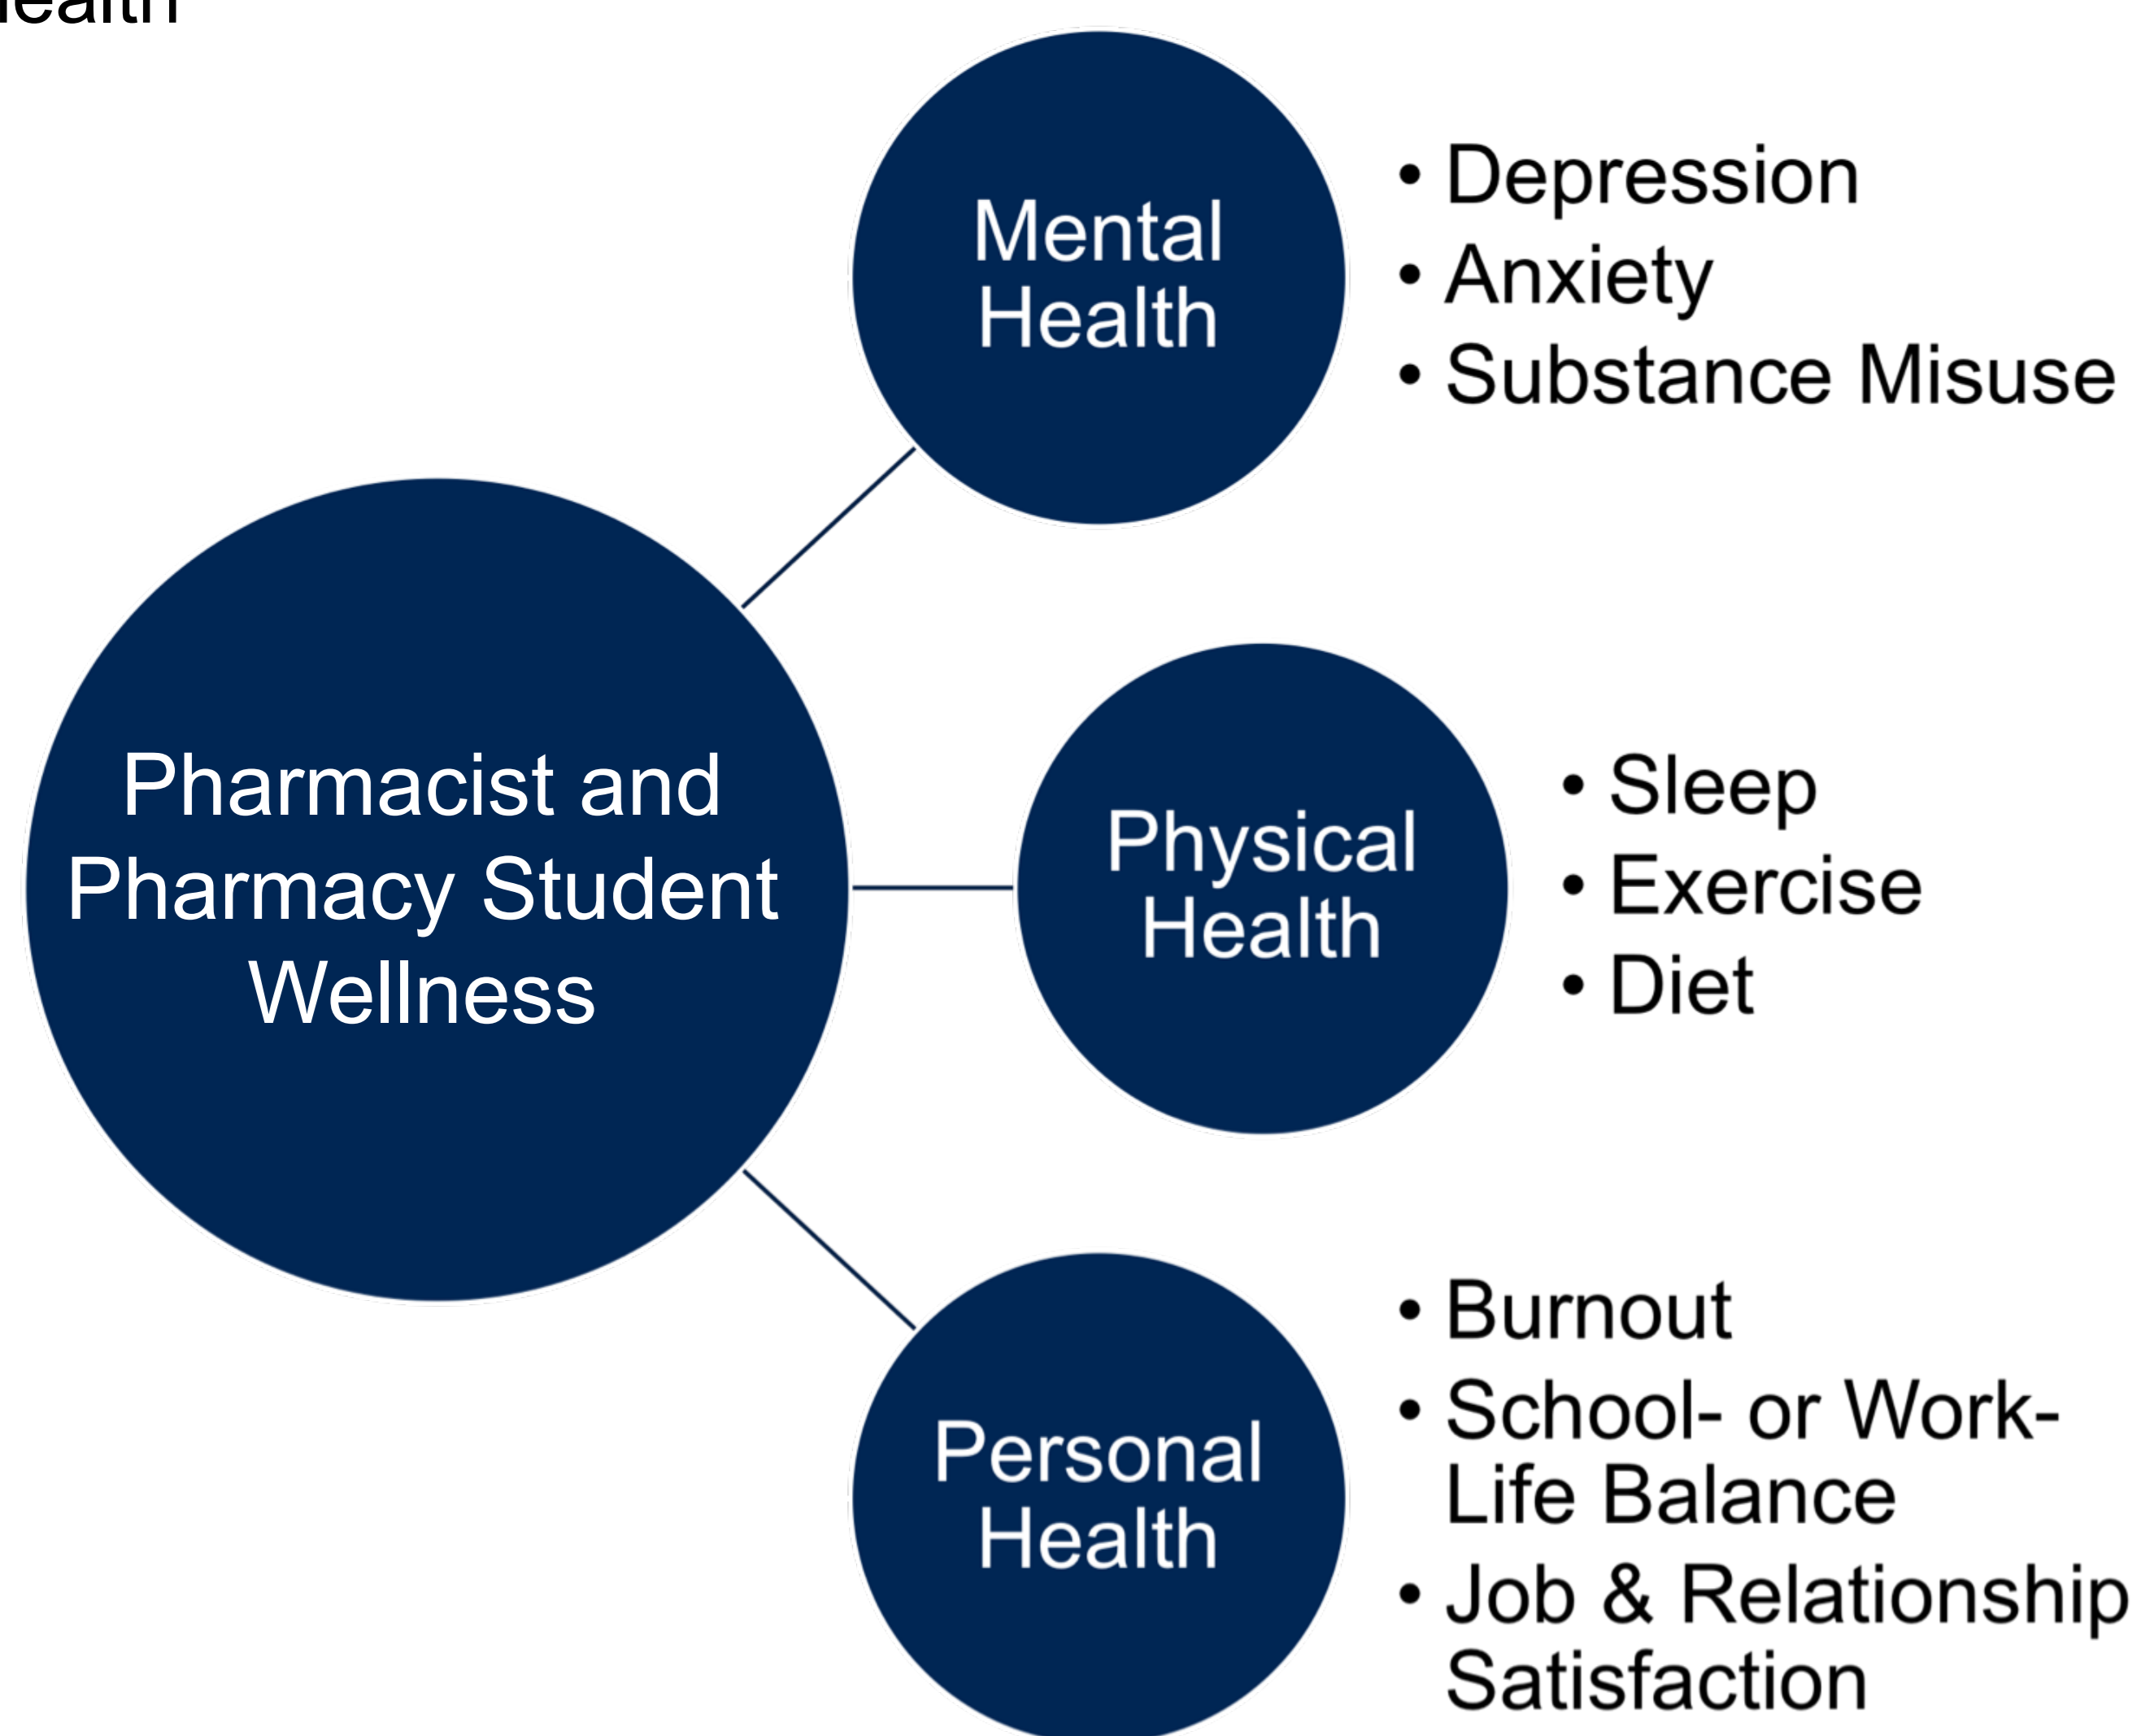 Mental
Health
• Depression
• Anxiety
• Substance Misuse
Pharmacist and
Pharmacy Student
Wellness
Physical
Health
• Sleep
• Exercise
• Diet
Personal
Health
• Burnout
• School- or Work-
Life Balance
• Job & Relationship
Satisfaction